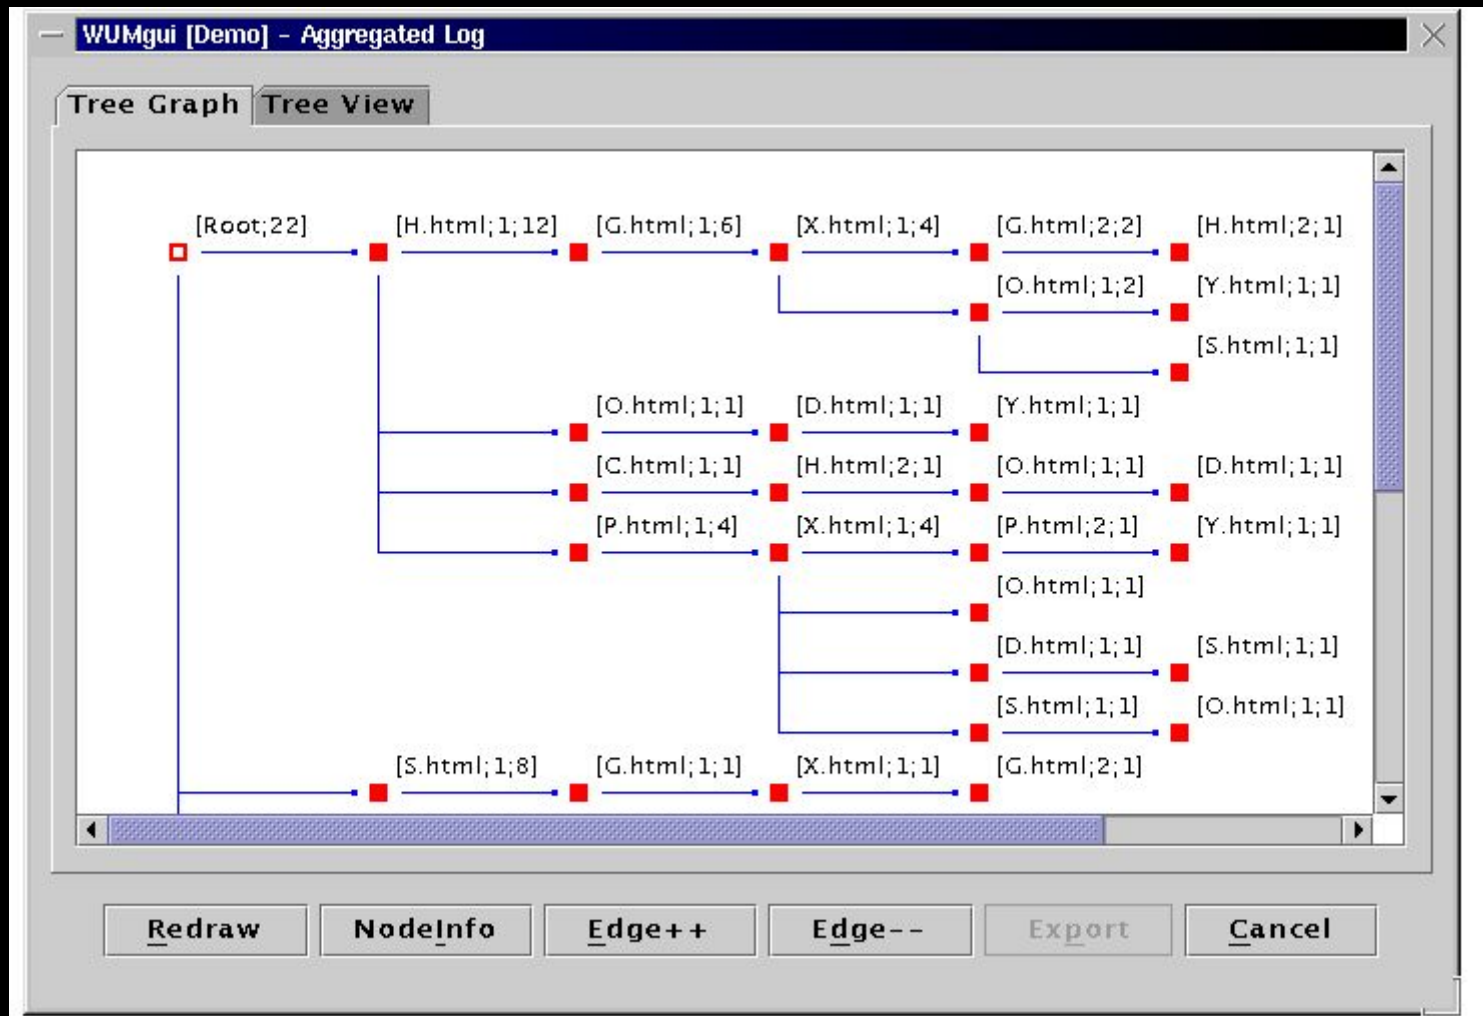 WUMgui [Demo] - Aggregated Log
Tree Graph Tree View
[Root;22] [H.html;1;12] [G.html;1;6] [X.html;1;4] [G.html;2;2] [H.html;2;1]
[O.html;1;2] [Y.html;1;1]
[S.html;1;1]
[O.html;1;1] [D.html;1;1] [Y.html;1;1]
[C.html;1;1] [H.html;2;1] [O.html;1;1] [D.html;1;1]
[P.html;1;4] [X.html;1;4] [P.html;2;1] [Y.html;1;1]
[O.html;1;1]
[D.html;1;1] [S.html;1;1]
[S.html;1;1] [O.html;1;1]
[S.html;1;8] [G.html;1;1] [X.html;1;1] [G.html;2;1]
Redraw NodeInfo Edge++ Edge-- Export Cancel